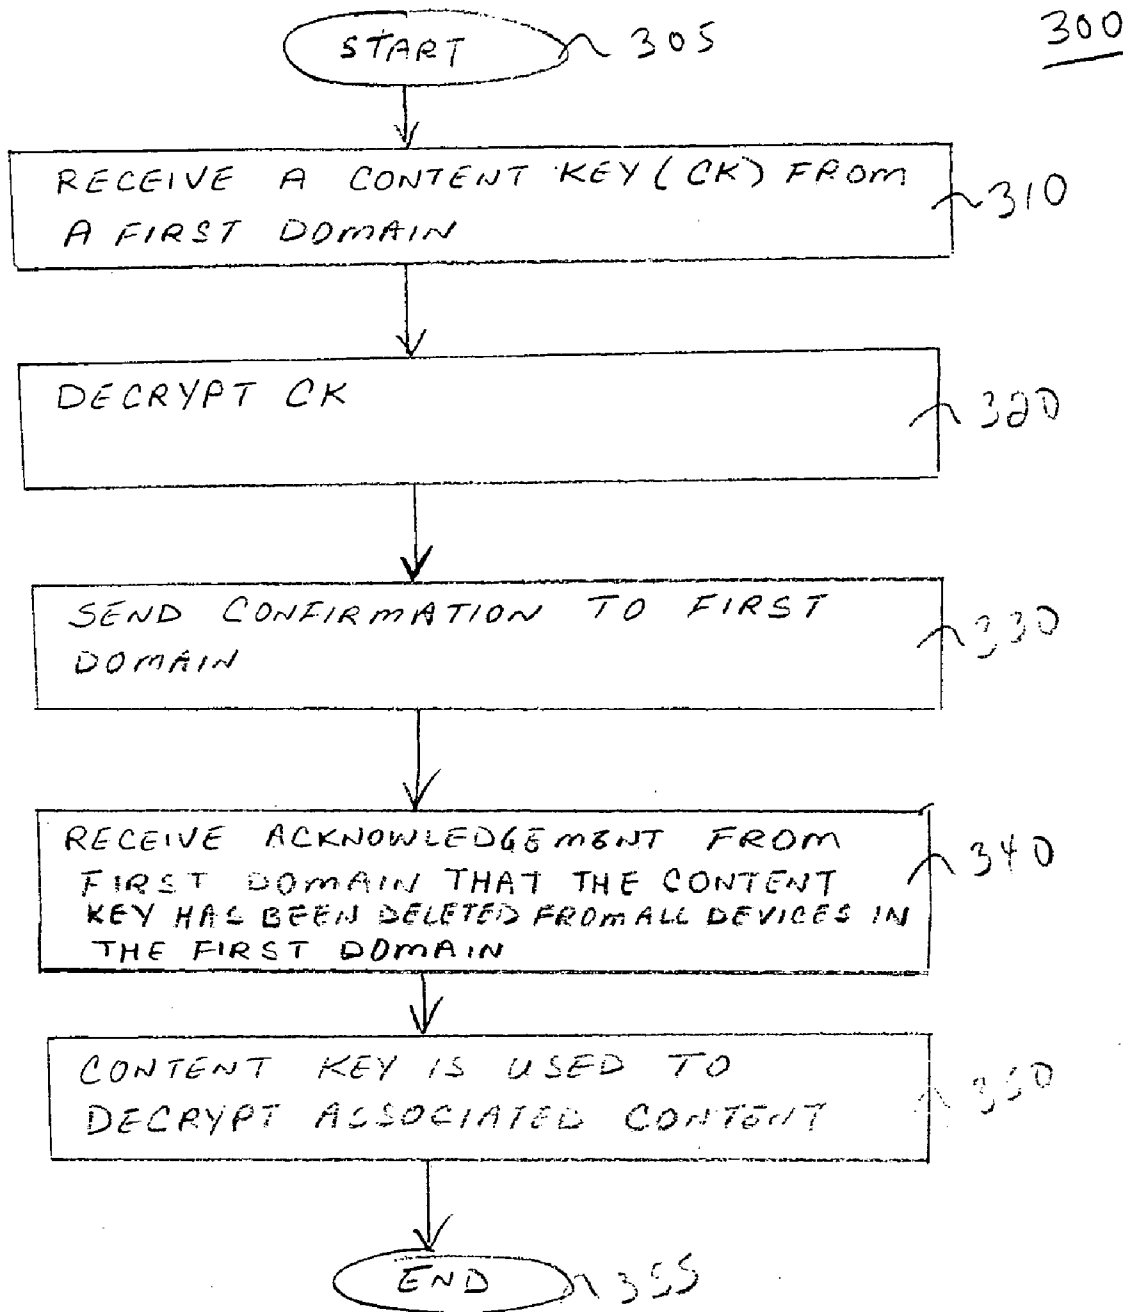 300
START 305
RECEIVE A CONTENT KEY (CK) FROM
A FIRST DOMAIN
310
DECRYPT CK
320
SEND CONFIRMATION TO FIRST
DOMAIN
330
RECEIVE ACKNOWLEDGEMENT FROM
FIRST DOMAIN THAT THE CONTENT
KEY HAS BEEN DELETED FROM ALL DEVICES IN
THE FIRST DOMAIN
340
CONTENT KEY IS USED TO
DECRYPT ASSOCIATED CONTENT
350
END 355